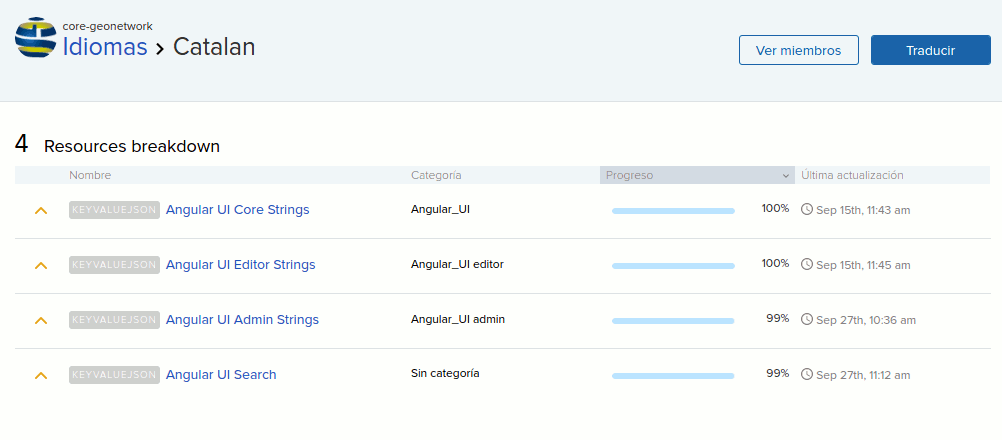 core-geonetwork
Idiomas › Catalan
Ver miembros
Traducir
4 Resources breakdown
Nombre Categoría Progreso Última actualización
KEYVALUEJSON Angular UI Core Strings Angular_UI 100% Sep 15th, 11:43 am
KEYVALUEJSON Angular UI Editor Strings Angular_UI editor 100% Sep 15th, 11:45 am
KEYVALUEJSON Angular UI Admin Strings Angular_UI admin 99% Sep 27th, 10:36 am
KEYVALUEJSON Angular UI Search Sin categoría 99% Sep 27th, 11:12 am